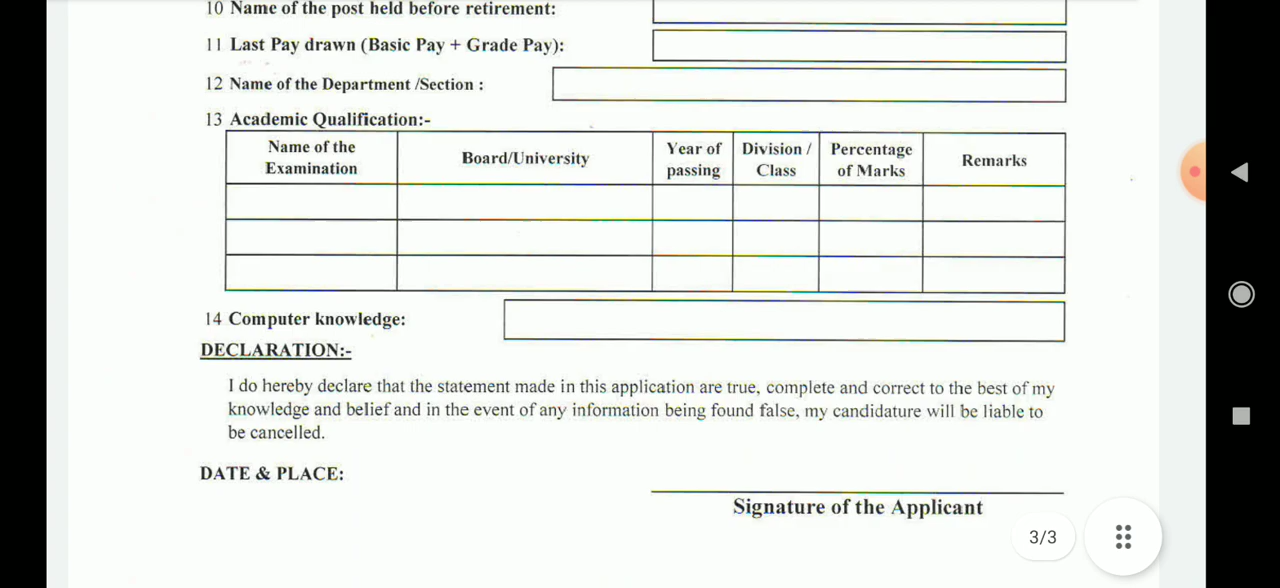 10 Name of the post held before retirement:
11 Last Pay drawn (Basic Pay + Grade Pay):
12 Name of the Department /Section :
13 Academic Qualification:-
Name of the Examination
Board/University
Year of passing
Division / Class
Percentage of Marks
Remarks
14 Computer knowledge:
DECLARATION:-
I do hereby declare that the statement made in this application are true, complete and correct to the best of my
knowledge and belief and in the event of any information being found false, my candidature will be liable to
be cancelled.
DATE & PLACE:
Signature of the Applicant
3/3